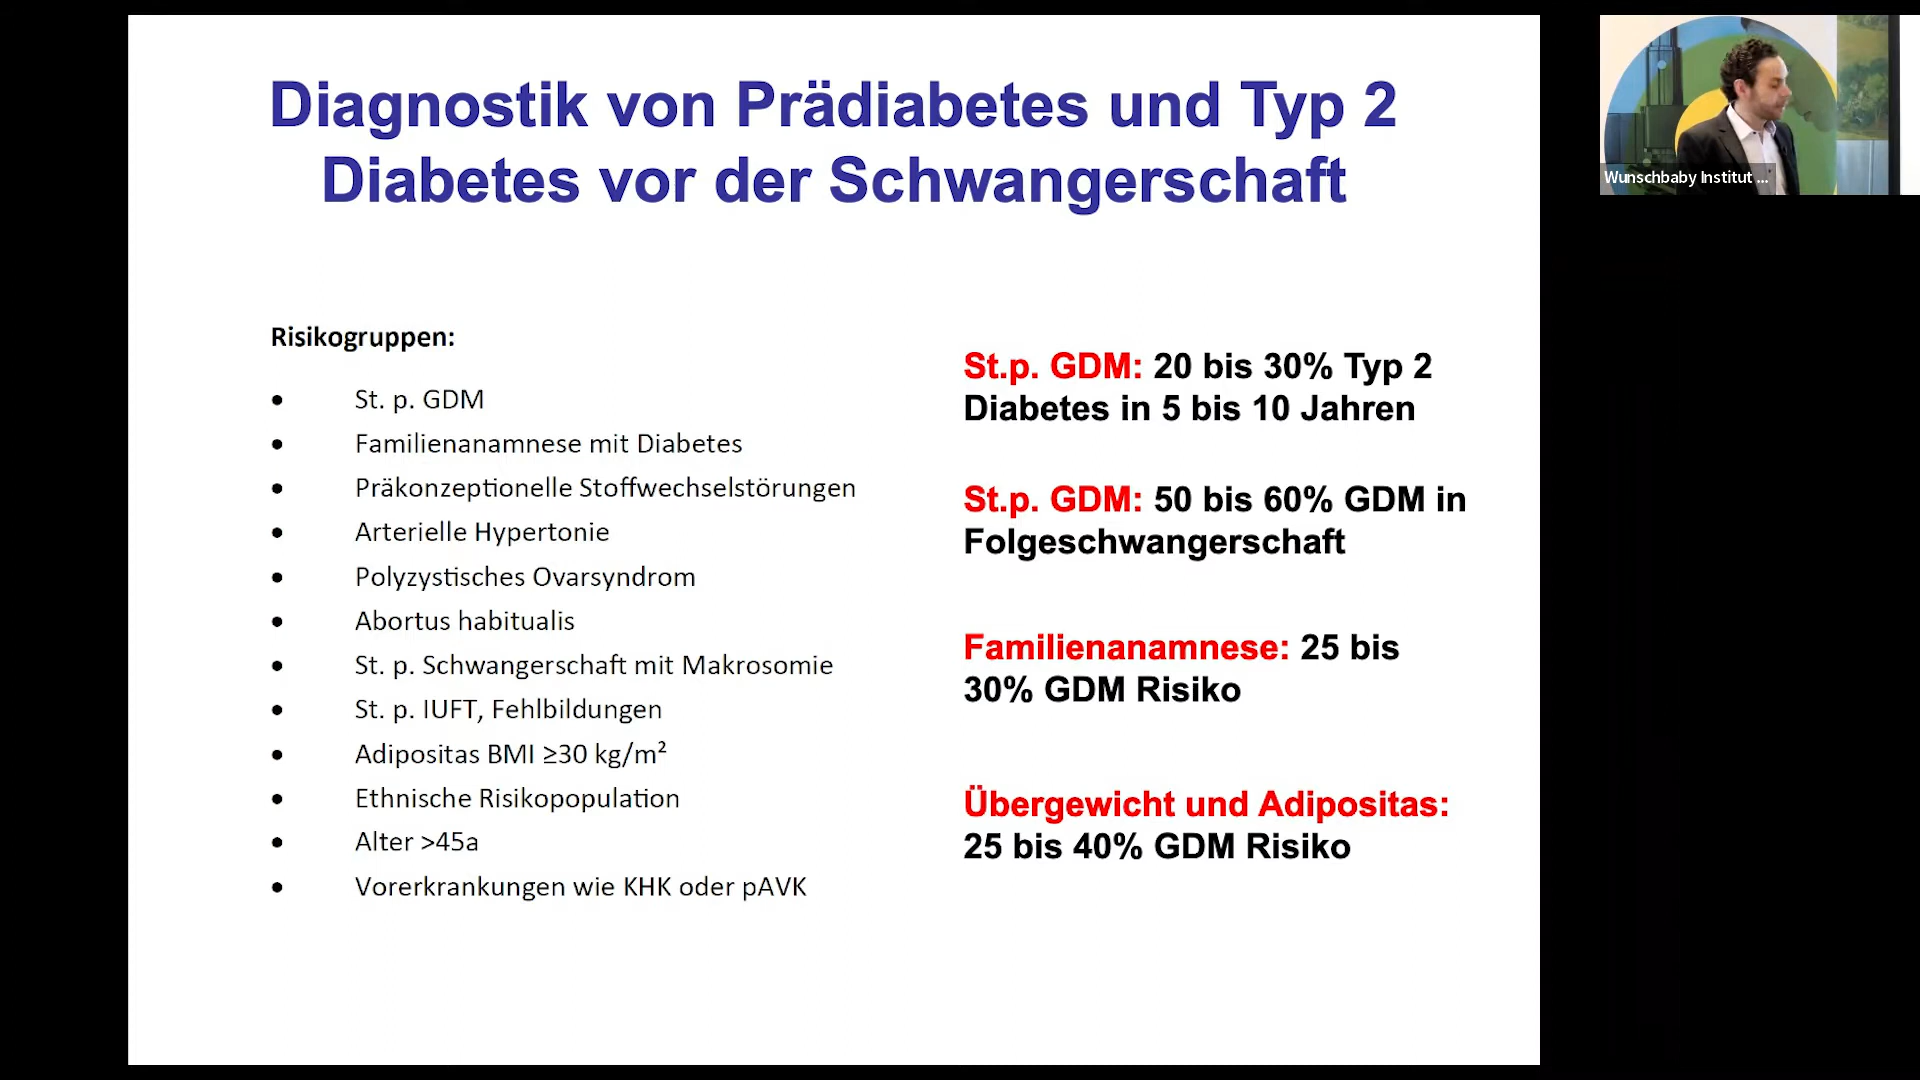 Diagnostik von Prädiabetes und Typ 2
Diabetes vor der Schwangerschaft
Risikogruppen:
• St. p. GDM
• Familienanamnese mit Diabetes
• Präkonzeptionelle Stoffwechselstörungen
• Arterielle Hypertonie
• Polyzystisches Ovarsyndrom
• Abortus habitualis
• St. p. Schwangerschaft mit Makrosomie
• St. p. IUFT, Fehlbildungen
• Adipositas BMI ≥30 kg/m²
• Ethnische Risikopopulation
• Alter >45a
• Vorerkrankungen wie KHK oder pAVK
St.p. GDM: 20 bis 30% Typ 2
Diabetes in 5 bis 10 Jahren
St.p. GDM: 50 bis 60% GDM in
Folgeschwangerschaft
Familienanamnese: 25 bis
30% GDM Risiko
Übergewicht und Adipositas:
25 bis 40% GDM Risiko
Wunschbaby Institut ...